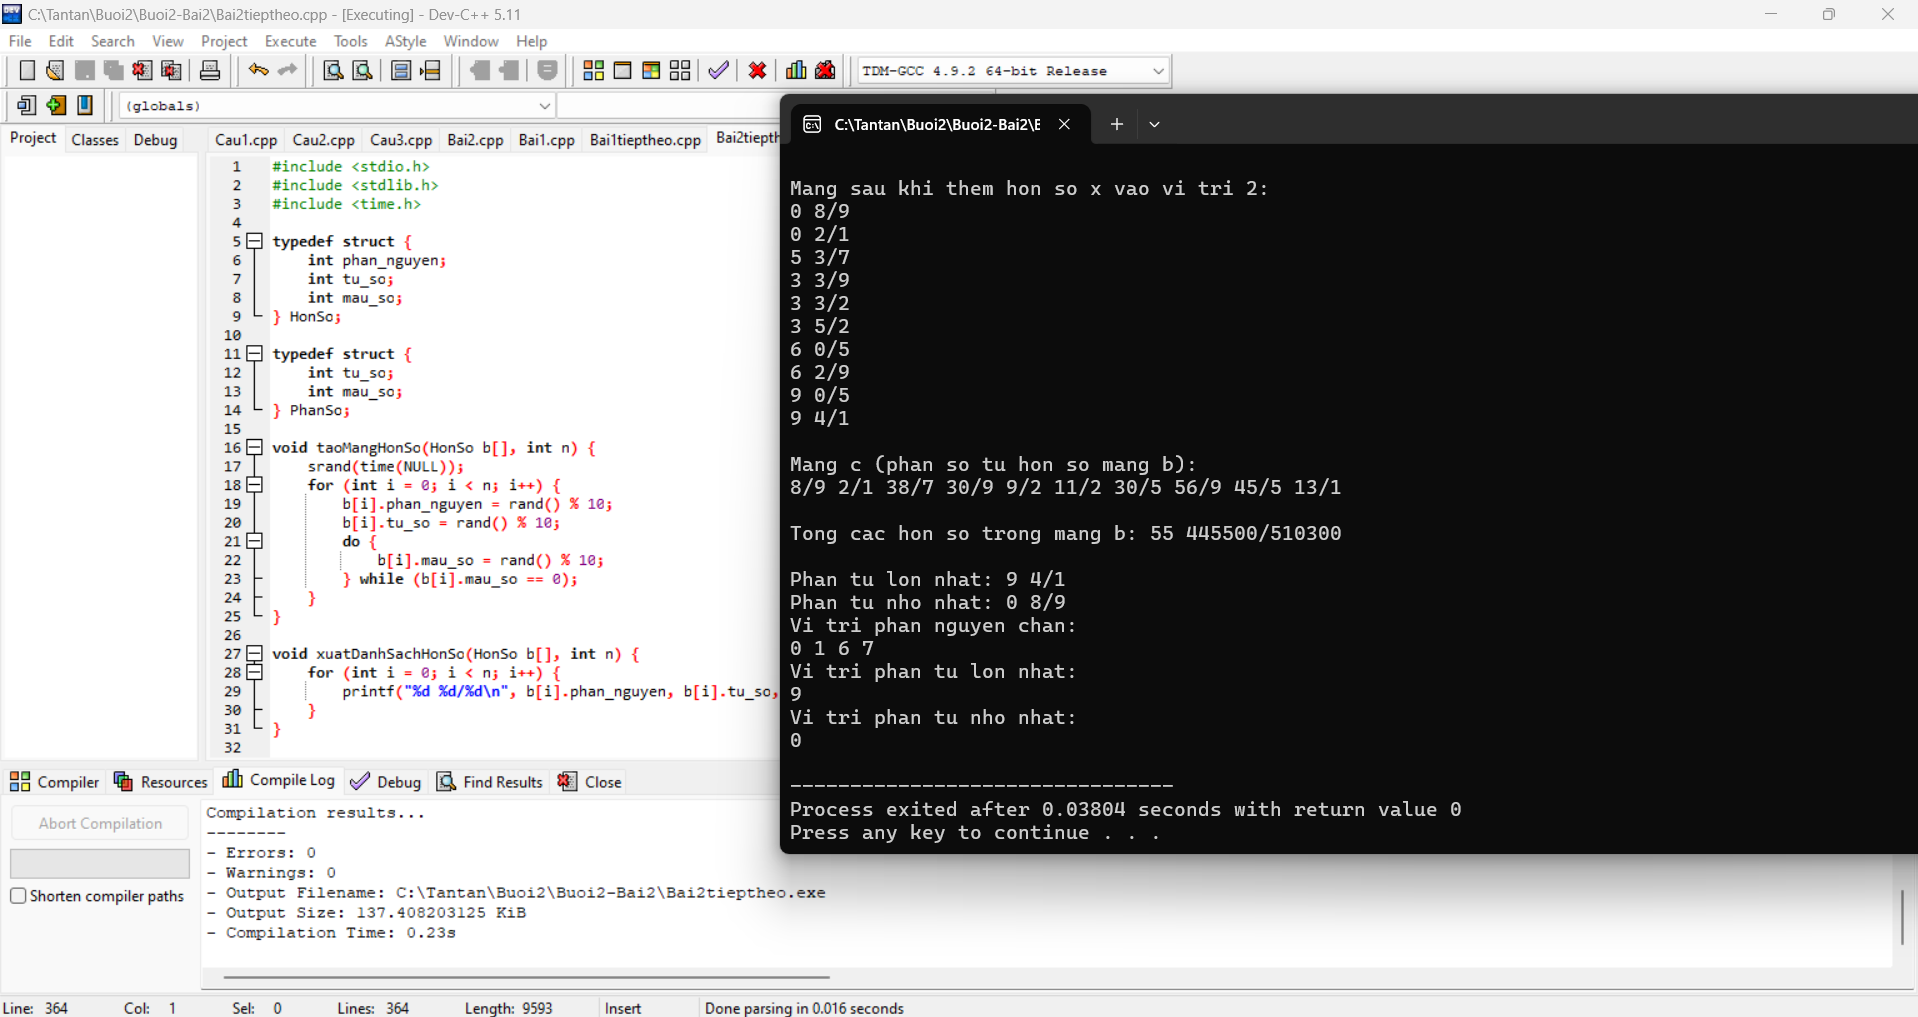 C:\Tantan\Buoi2\Buoi2-Bai2\Bai2tieptheo.cpp - [Executing] - Dev-C++ 5.11
File Edit Search View Project Execute Tools AStyle Window Help
TDM-GCC 4.9.2 64-bit Release
(globals)
Project Classes Debug
Cau1.cpp Cau2.cpp Cau3.cpp Bai2.cpp Bai1.cpp Bai1tieptheo.cpp Bai2tiepth
1 #include <stdio.h>
2 #include <stdlib.h>
3 #include <time.h>
4
5 typedef struct {
6 int phan_nguyen;
7 int tu_so;
8 int mau_so;
9 } HonSo;
10
11 typedef struct {
12 int tu_so;
13 int mau_so;
14 } PhanSo;
15
16 void taoMangHonSo(HonSo b[], int n) {
17 srand(time(NULL));
18 for (int i = 0; i < n; i++) {
19 b[i].phan_nguyen = rand() % 10;
20 b[i].tu_so = rand() % 10;
21 do {
22 b[i].mau_so = rand() % 10;
23 } while (b[i].mau_so == 0);
24 }
25 }
26
27 void xuatDanhSachHonSo(HonSo b[], int n) {
28 for (int i = 0; i < n; i++) {
29 printf("%d %d/%d\n", b[i].phan_nguyen, b[i].tu_so,
30 }
31 }
32
C:\Tantan\Buoi2\Buoi2-Bai2\E
Mang sau khi them hon so x vao vi tri 2:
0 8/9
0 2/1
5 3/7
3 3/9
3 3/2
3 5/2
6 0/5
6 2/9
9 0/5
9 4/1
Mang c (phan so tu hon so mang b):
8/9 2/1 38/7 30/9 9/2 11/2 30/5 56/9 45/5 13/1
Tong cac hon so trong mang b: 55 445500/510300
Phan tu lon nhat: 9 4/1
Phan tu nho nhat: 0 8/9
Vi tri phan nguyen chan:
0 1 6 7
Vi tri phan tu lon nhat:
9
Vi tri phan tu nho nhat:
0
--------------------------------
Process exited after 0.03804 seconds with return value 0
Press any key to continue . . .
Compiler Resources Compile Log Debug Find Results Close
Abort Compilation
Shorten compiler paths
Compilation results...
--------
- Errors: 0
- Warnings: 0
- Output Filename: C:\Tantan\Buoi2\Buoi2-Bai2\Bai2tieptheo.exe
- Output Size: 137.408203125 KiB
- Compilation Time: 0.23s
Line: 364 Col: 1 Sel: 0 Lines: 364 Length: 9593 Insert Done parsing in 0.016 seconds